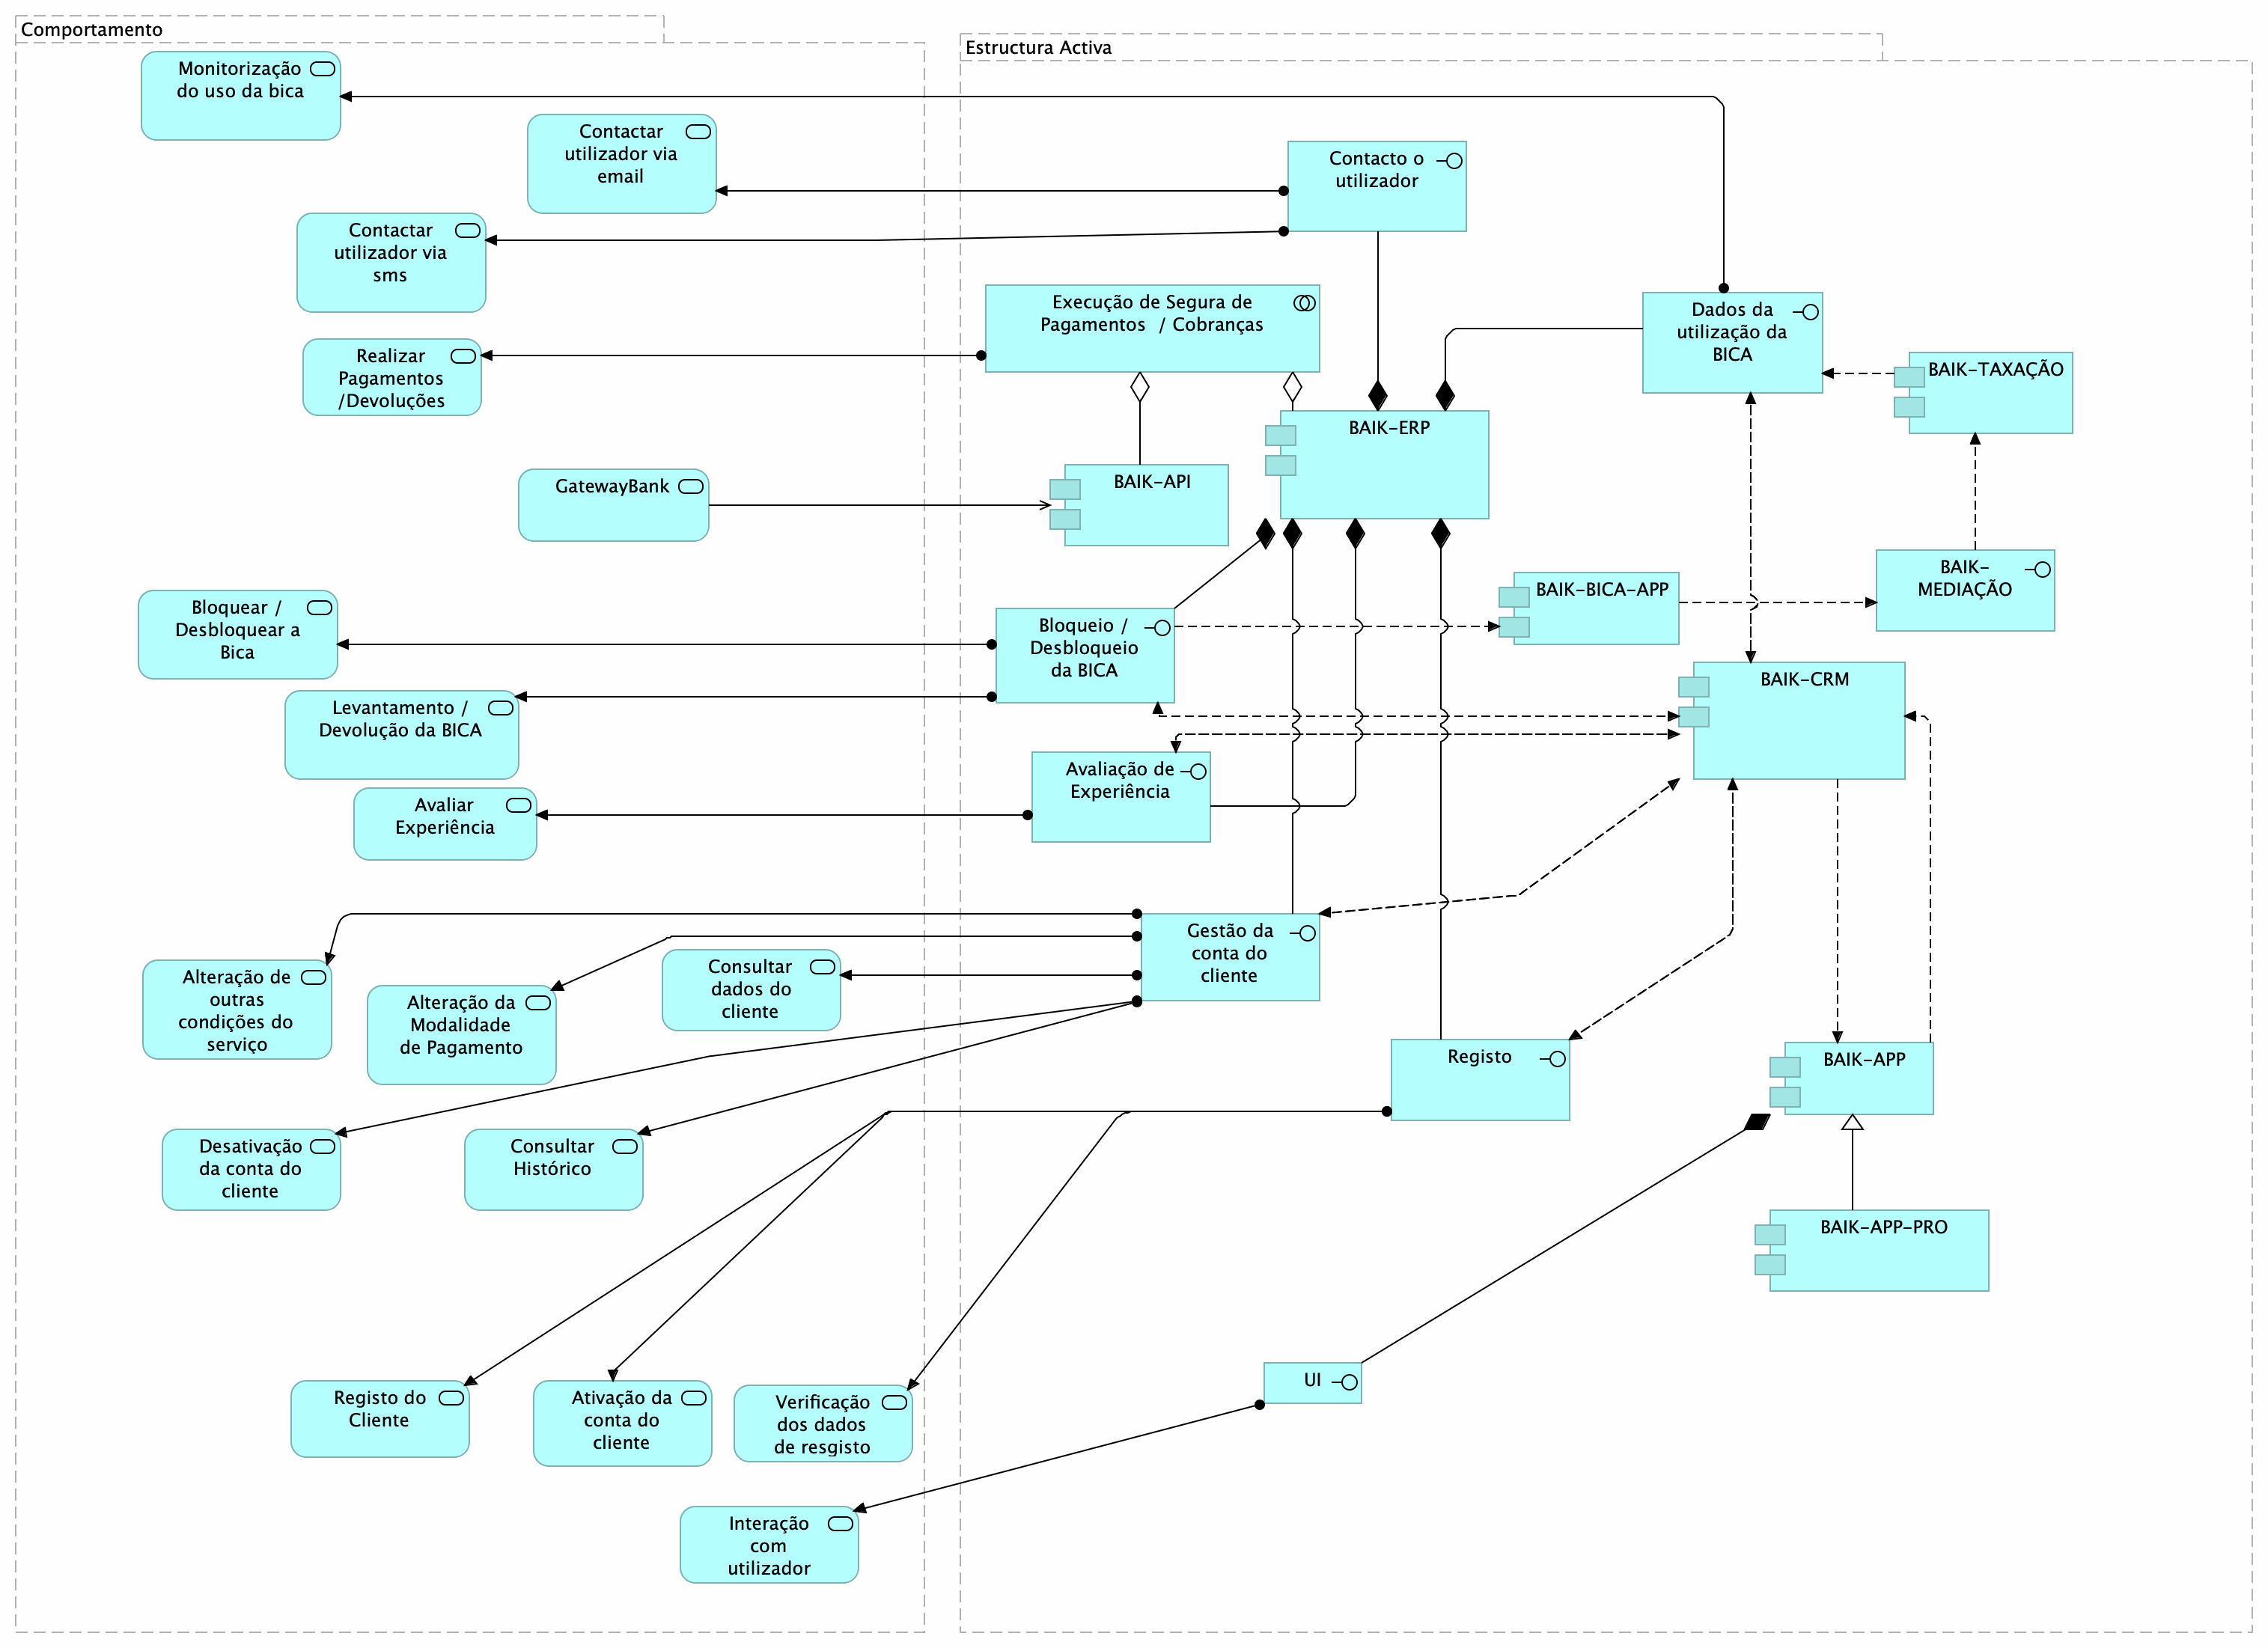 Comportamento
Monitorização
do uso da bica
Contactar
utilizador via
email
Contactar
utilizador via
sms
Realizar
Pagamentos
/Devoluções
GatewayBank
Bloquear /
Desbloquear a
Bica
Levantamento /
Devolução da BICA
Avaliar
Experiência
Alteração de
outras
condições do
serviço
Alteração da
Modalidade
de Pagamento
Consultar
dados do
cliente
Desativação
da conta do
cliente
Consultar
Histórico
Registo do
Cliente
Ativação da
conta do
cliente
Verificação
dos dados
de resgisto
Interação
com
utilizador
Estructura Activa
Contacto o
utilizador
Execução de Segura de
Pagamentos / Cobranças
Dados da
utilização da
BICA
BAIK-TAXAÇÃO
BAIK-ERP
BAIK-API
BAIK-BICA-APP
BAIK-
MEDIAÇÃO
Bloqueio /
Desbloqueio
da BICA
BAIK-CRM
Avaliação de
Experiência
Gestão da
conta do
cliente
Registo
BAIK-APP
BAIK-APP-PRO
UI